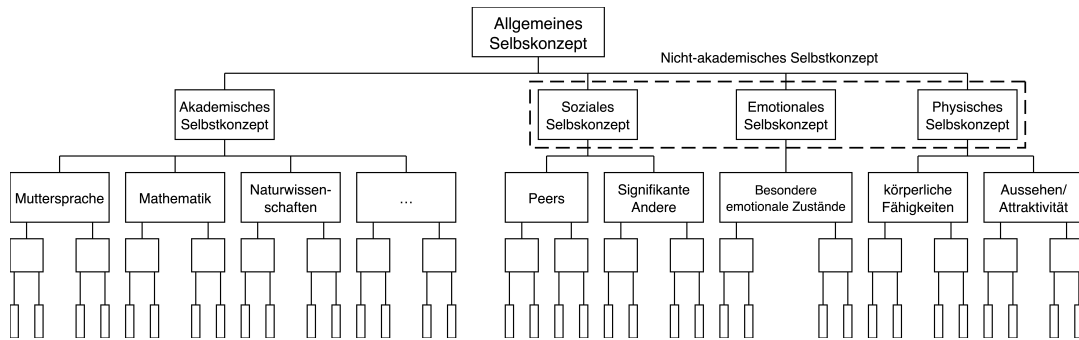 Allgemeines
Selbskonzept
Nicht-akademisches Selbstkonzept
Akademisches
Selbstkonzept
Soziales
Selbskonzept
Emotionales
Selbskonzept
Physisches
Selbskonzept
Muttersprache
Mathematik
Naturwissen-
schaften
...
Peers
Signifikante
Andere
Besondere
emotionale Zustände
körperliche
Fähigkeiten
Aussehen/
Attraktivität